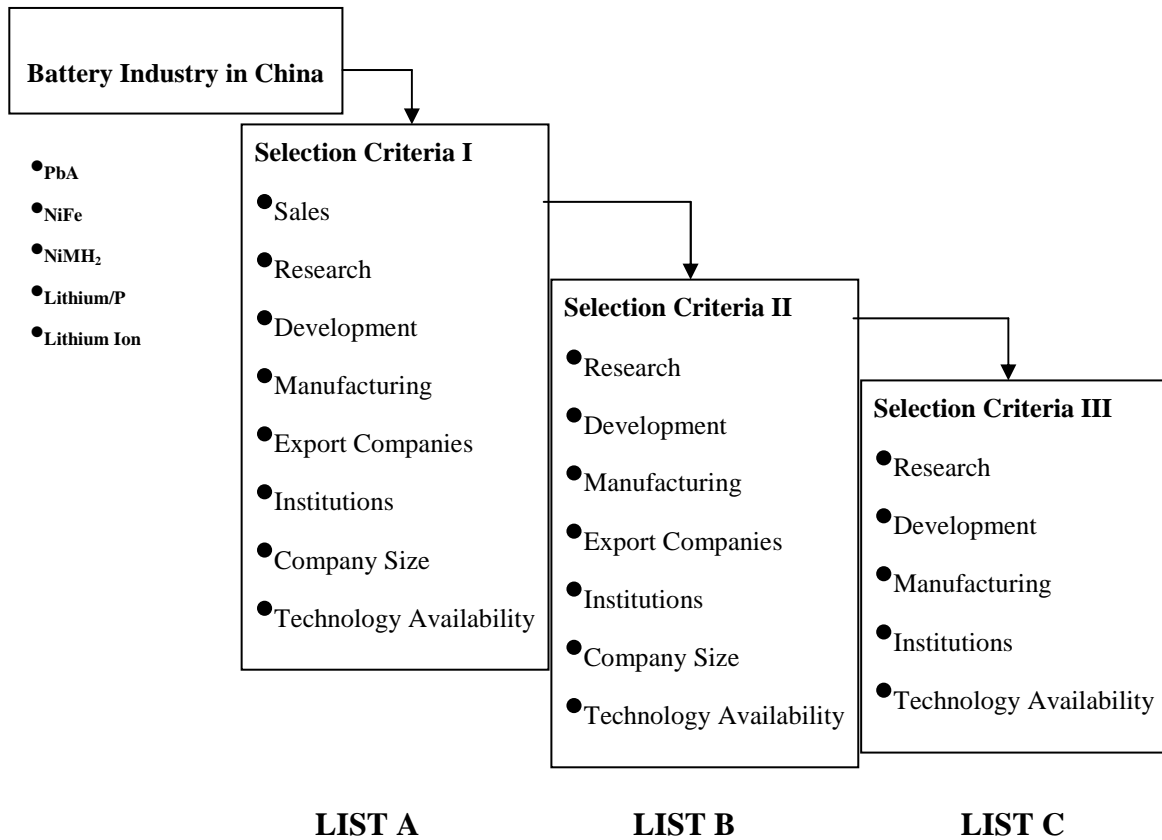 Battery Industry in China
●PbA
●NiFe
●NiMH₂
●Lithium/P
●Lithium Ion
Selection Criteria I
●Sales
●Research
●Development
●Manufacturing
●Export Companies
●Institutions
●Company Size
●Technology Availability
Selection Criteria II
●Research
●Development
●Manufacturing
●Export Companies
●Institutions
●Company Size
●Technology Availability
Selection Criteria III
●Research
●Development
●Manufacturing
●Institutions
●Technology Availability
LIST A
LIST B
LIST C